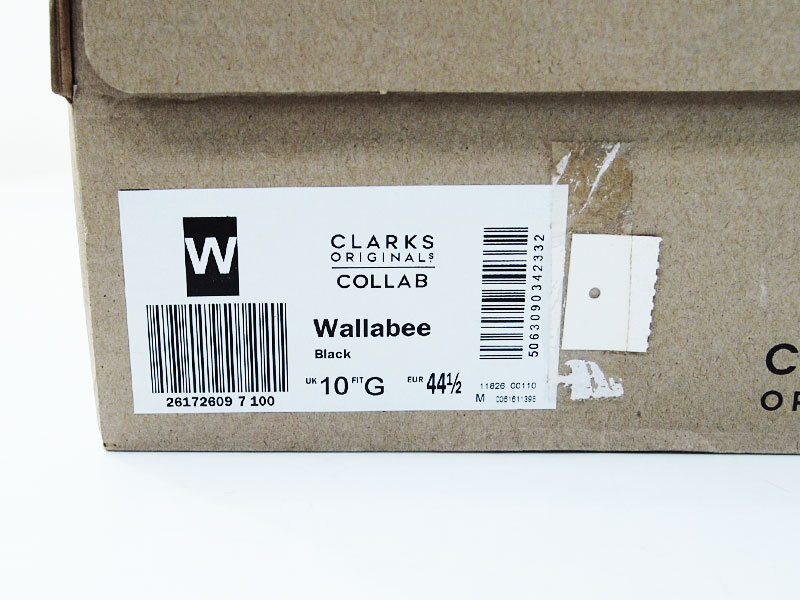 W
CLARKS
ORIGINALS
COLLAB
Wallabee
Black
UK 10 FIT G EUR 44½
26172609 7 100
5063090342332
11826 00110
M
C
OR